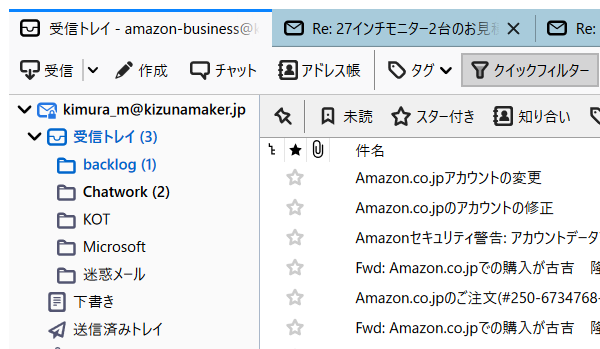 受信トレイ - amazon-business@
Re: 27インチモニター2台のお見積
Re:
受信
作成
チャット
アドレス帳
タグ
クイックフィルター
kimura_m@kizunamaker.jp
未読
スター付き
知り合い
受信トレイ (3)
件名
backlog (1)
Amazon.co.jpアカウントの変更
Chatwork (2)
Amazon.co.jpのアカウントの修正
KOT
Amazonセキュリティ警告: アカウントデータ
Microsoft
Fwd: Amazon.co.jpでの購入が古吉 隆
迷惑メール
Amazon.co.jpのご注文(#250-6734768-
下書き
Fwd: Amazon.co.jpでの購入が古吉 隆
送信済みトレイ